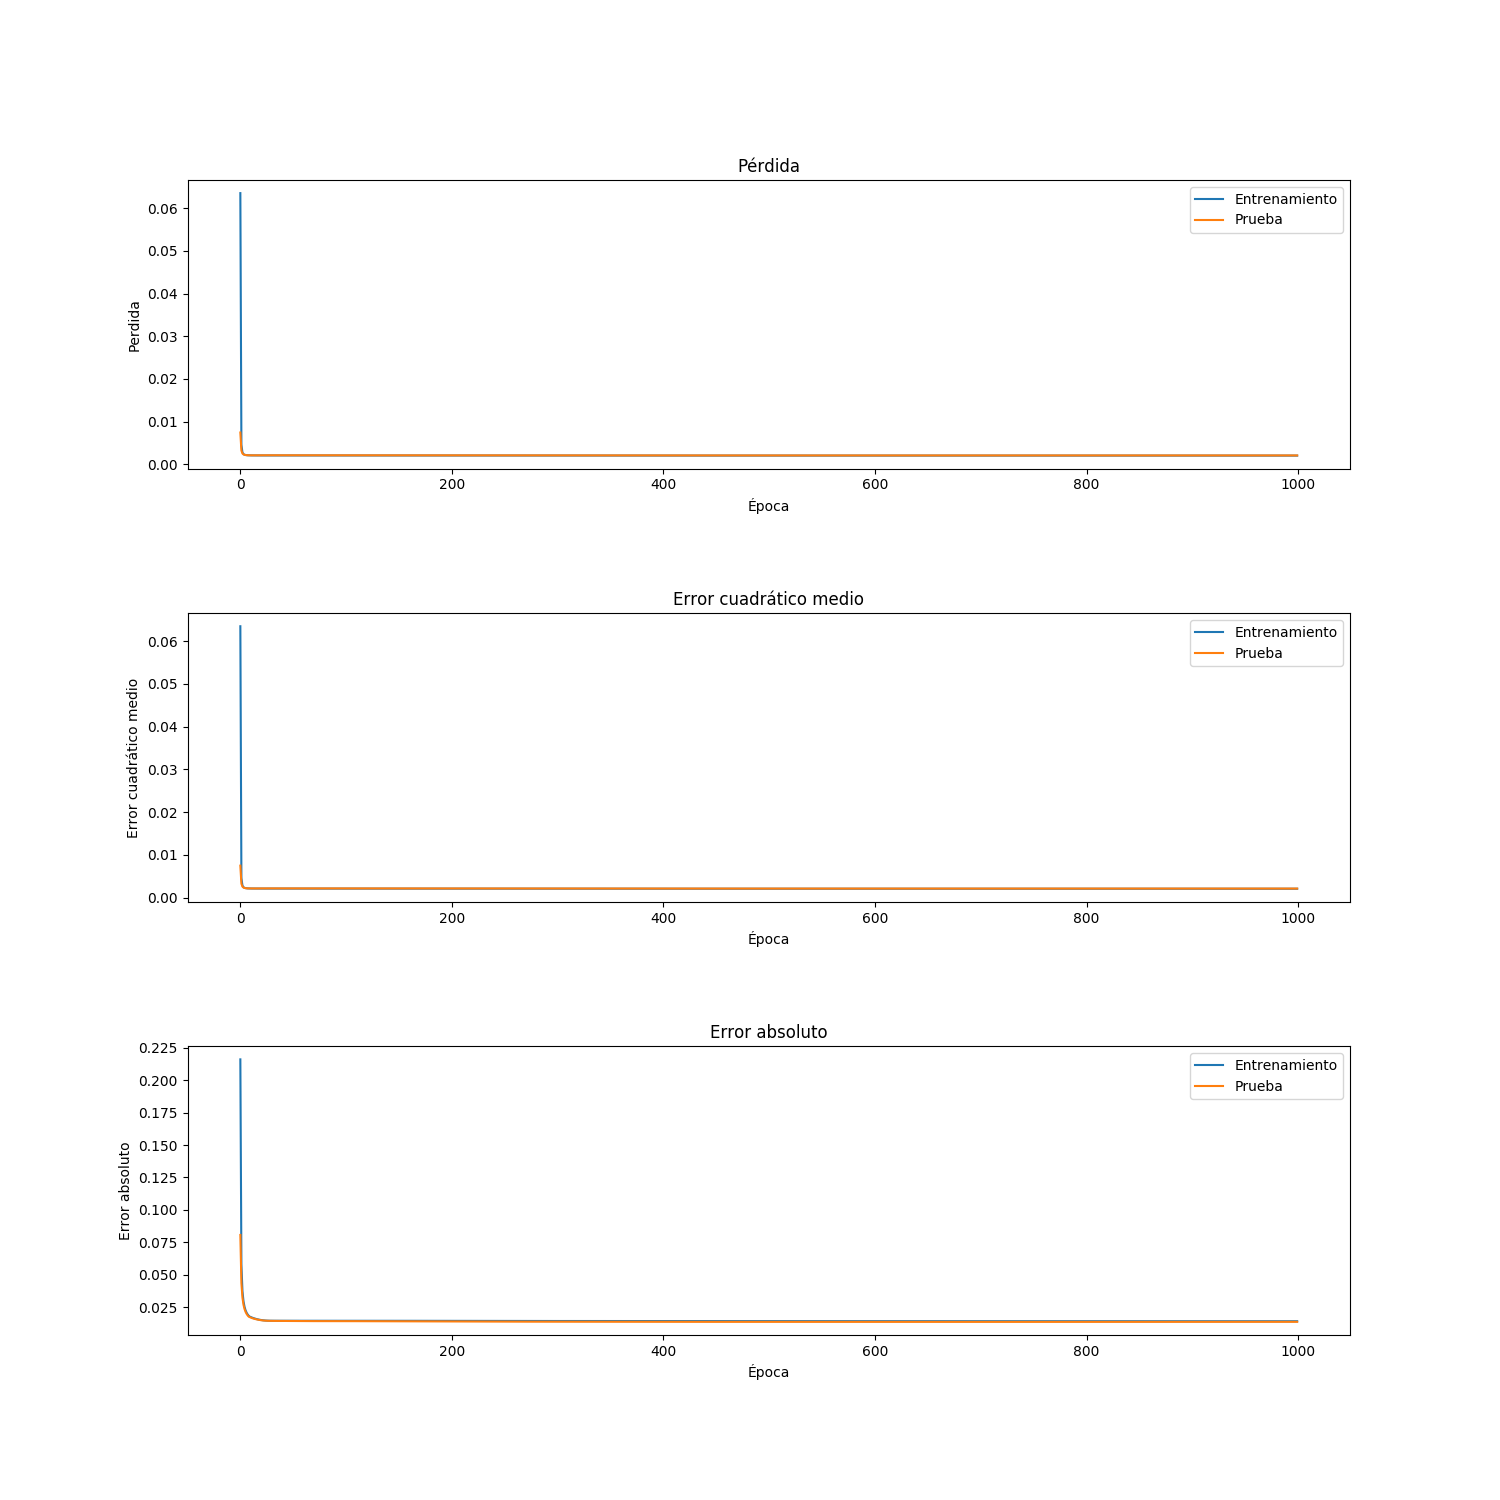 Pérdida
Entrenamiento
Prueba
0.06
0.05
0.04
0.03
0.02
0.01
0.00
Perdida
0 200 400 600 800 1000
Época
Error cuadrático medio
Entrenamiento
Prueba
0.06
0.05
0.04
0.03
0.02
0.01
0.00
Error cuadrático medio
0 200 400 600 800 1000
Época
Error absoluto
Entrenamiento
Prueba
0.225
0.200
0.175
0.150
0.125
0.100
0.075
0.050
0.025
Error absoluto
0 200 400 600 800 1000
Época